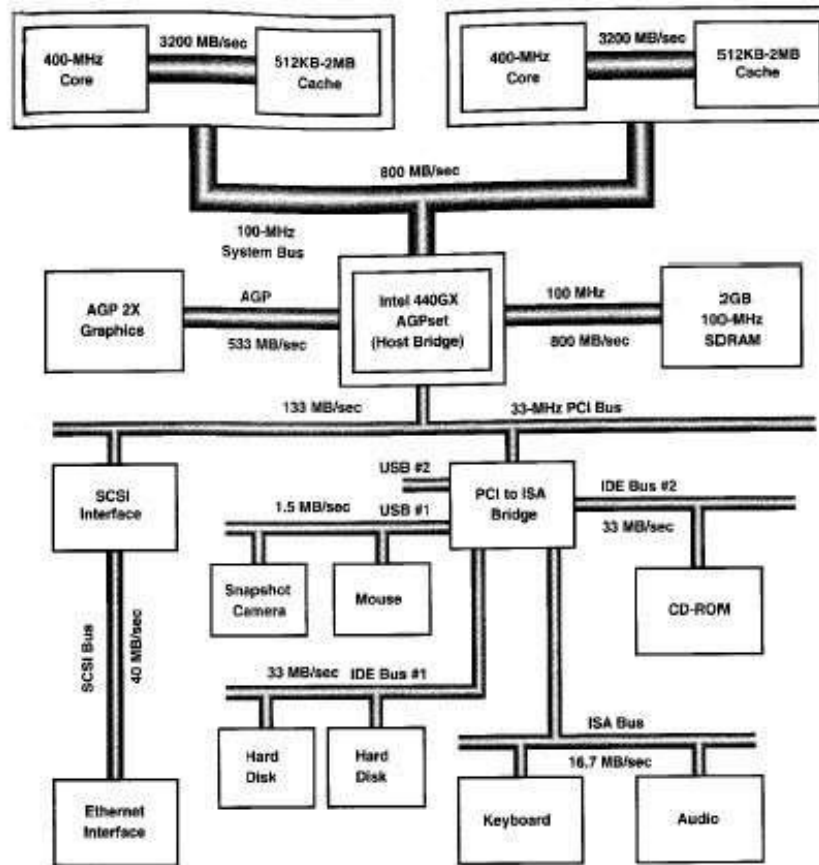 400-MHz
Core
3200 MB/sec
512KB-2MB
Cache
400-MHz
Core
3200 MB/sec
512KB-2MB
Cache
800 MB/sec
100-MHz
System Bus
AGP 2X
Graphics
AGP
533 MB/sec
Intel 440GX
AGPset
(Host Bridge)
100 MHz
800 MB/sec
2GB
100-MHz
SDRAM
133 MB/sec
33-MHz PCI Bus
SCSI
Interface
USB #2
PCI to ISA
Bridge
IDE Bus #2
33 MB/sec
1.5 MB/sec
USB #1
Snapshot
Camera
Mouse
CD-ROM
SCSI Bus
40 MB/sec
33 MB/sec
IDE Bus #1
Hard
Disk
Hard
Disk
ISA Bus
16.7 MB/sec
Ethernet
Interface
Keyboard
Audio